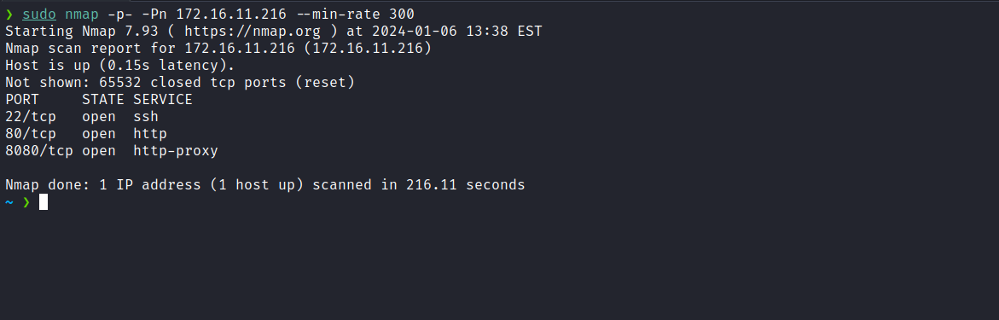 ❯ sudo nmap -p- -Pn 172.16.11.216 --min-rate 300
Starting Nmap 7.93 ( https://nmap.org ) at 2024-01-06 13:38 EST
Nmap scan report for 172.16.11.216 (172.16.11.216)
Host is up (0.15s latency).
Not shown: 65532 closed tcp ports (reset)
PORT     STATE SERVICE
22/tcp   open  ssh
80/tcp   open  http
8080/tcp open  http-proxy
Nmap done: 1 IP address (1 host up) scanned in 216.11 seconds
~ ❯